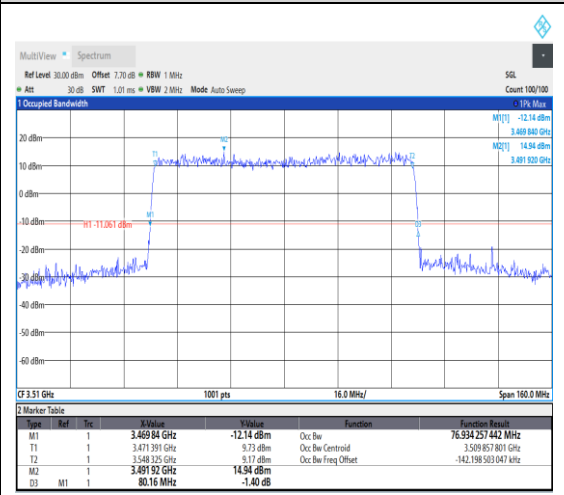 MultiView Spectrum
Ref Level 30.00 dBm Offset 7.70 dB RBW 1 MHz SGL
Att 30 dB SWT 1.01 ms VBW 2 MHz Mode Auto Sweep Count 100/100
1 Occupied Bandwidth 1Pk Max
M1[1] -12.14 dBm
3.469 840 GHz
M2[1] 14.94 dBm
3.491 920 GHz
20 dBm
M2
T1 T2
10 dBm
0 dBm
M1
-10 dBm
H1 -11.061 dBm D3
-20 dBm
-30 dBm
-40 dBm
-50 dBm
-60 dBm
CF 3.51 GHz 1001 pts 16.0 MHz/ Span 160.0 MHz
2 Marker Table
Type Ref Trc X-Value Y-Value Function Function Result
M1 1 3.469 84 GHz -12.14 dBm Occ Bw 76.934 257 442 MHz
T1 1 3.471 391 GHz 9.73 dBm Occ Bw Centroid 3.509 857 801 GHz
T2 1 3.548 325 GHz 9.17 dBm Occ Bw Freq Offset -142.198 503 047 kHz
M2 1 3.491 92 GHz 14.94 dBm
D3 M1 1 80.16 MHz -1.40 dB